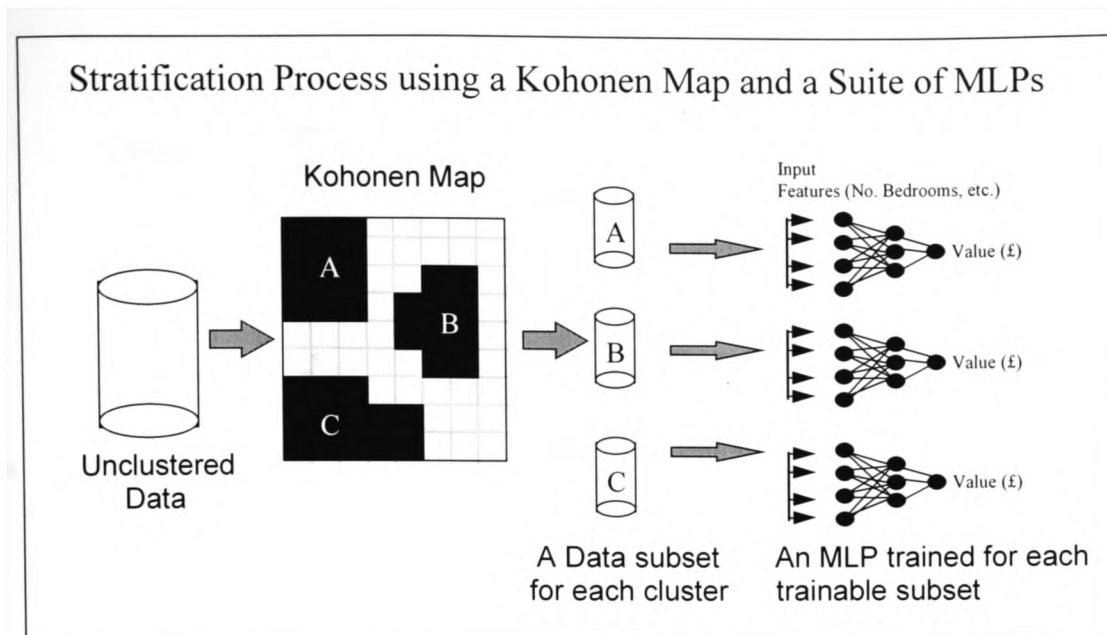 Stratification Process using a Kohonen Map and a Suite of MLPs
Kohonen Map
Input
Features (No. Bedrooms, etc.)
A
B
C
A
B
C
Value (£)
Value (£)
Value (£)
Unclustered
Data
A Data subset
for each cluster
An MLP trained for each
trainable subset